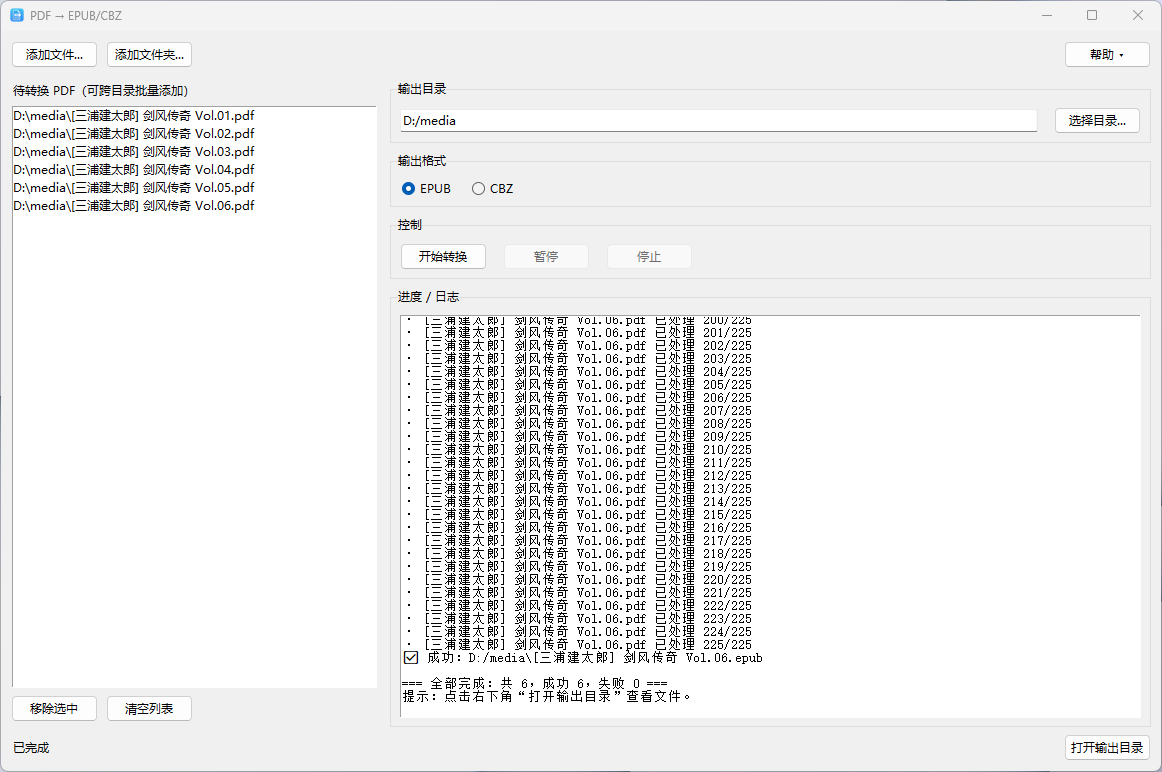 PDF → EPUB/CBZ
添加文件...
添加文件夹...
帮助
待转换 PDF（可跨目录批量添加）
D:\media\[三浦建太郎] 剑风传奇 Vol.01.pdf
D:\media\[三浦建太郎] 剑风传奇 Vol.02.pdf
D:\media\[三浦建太郎] 剑风传奇 Vol.03.pdf
D:\media\[三浦建太郎] 剑风传奇 Vol.04.pdf
D:\media\[三浦建太郎] 剑风传奇 Vol.05.pdf
D:\media\[三浦建太郎] 剑风传奇 Vol.06.pdf
移除选中
清空列表
已完成
输出目录
D:/media
选择目录...
输出格式
EPUB
CBZ
控制
开始转换
暂停
停止
进度 / 日志
· [三浦建太郎] 剑风传奇 Vol.06.pdf 已处理 200/225
· [三浦建太郎] 剑风传奇 Vol.06.pdf 已处理 201/225
· [三浦建太郎] 剑风传奇 Vol.06.pdf 已处理 202/225
· [三浦建太郎] 剑风传奇 Vol.06.pdf 已处理 203/225
· [三浦建太郎] 剑风传奇 Vol.06.pdf 已处理 204/225
· [三浦建太郎] 剑风传奇 Vol.06.pdf 已处理 205/225
· [三浦建太郎] 剑风传奇 Vol.06.pdf 已处理 206/225
· [三浦建太郎] 剑风传奇 Vol.06.pdf 已处理 207/225
· [三浦建太郎] 剑风传奇 Vol.06.pdf 已处理 208/225
· [三浦建太郎] 剑风传奇 Vol.06.pdf 已处理 209/225
· [三浦建太郎] 剑风传奇 Vol.06.pdf 已处理 210/225
· [三浦建太郎] 剑风传奇 Vol.06.pdf 已处理 211/225
· [三浦建太郎] 剑风传奇 Vol.06.pdf 已处理 212/225
· [三浦建太郎] 剑风传奇 Vol.06.pdf 已处理 213/225
· [三浦建太郎] 剑风传奇 Vol.06.pdf 已处理 214/225
· [三浦建太郎] 剑风传奇 Vol.06.pdf 已处理 215/225
· [三浦建太郎] 剑风传奇 Vol.06.pdf 已处理 216/225
· [三浦建太郎] 剑风传奇 Vol.06.pdf 已处理 217/225
· [三浦建太郎] 剑风传奇 Vol.06.pdf 已处理 218/225
· [三浦建太郎] 剑风传奇 Vol.06.pdf 已处理 219/225
· [三浦建太郎] 剑风传奇 Vol.06.pdf 已处理 220/225
· [三浦建太郎] 剑风传奇 Vol.06.pdf 已处理 221/225
· [三浦建太郎] 剑风传奇 Vol.06.pdf 已处理 222/225
· [三浦建太郎] 剑风传奇 Vol.06.pdf 已处理 223/225
· [三浦建太郎] 剑风传奇 Vol.06.pdf 已处理 224/225
· [三浦建太郎] 剑风传奇 Vol.06.pdf 已处理 225/225
☑ 成功：D:/media\[三浦建太郎] 剑风传奇 Vol.06.epub
=== 全部完成：共 6，成功 6，失败 0 ===
提示：点击右下角“打开输出目录”查看文件。
打开输出目录